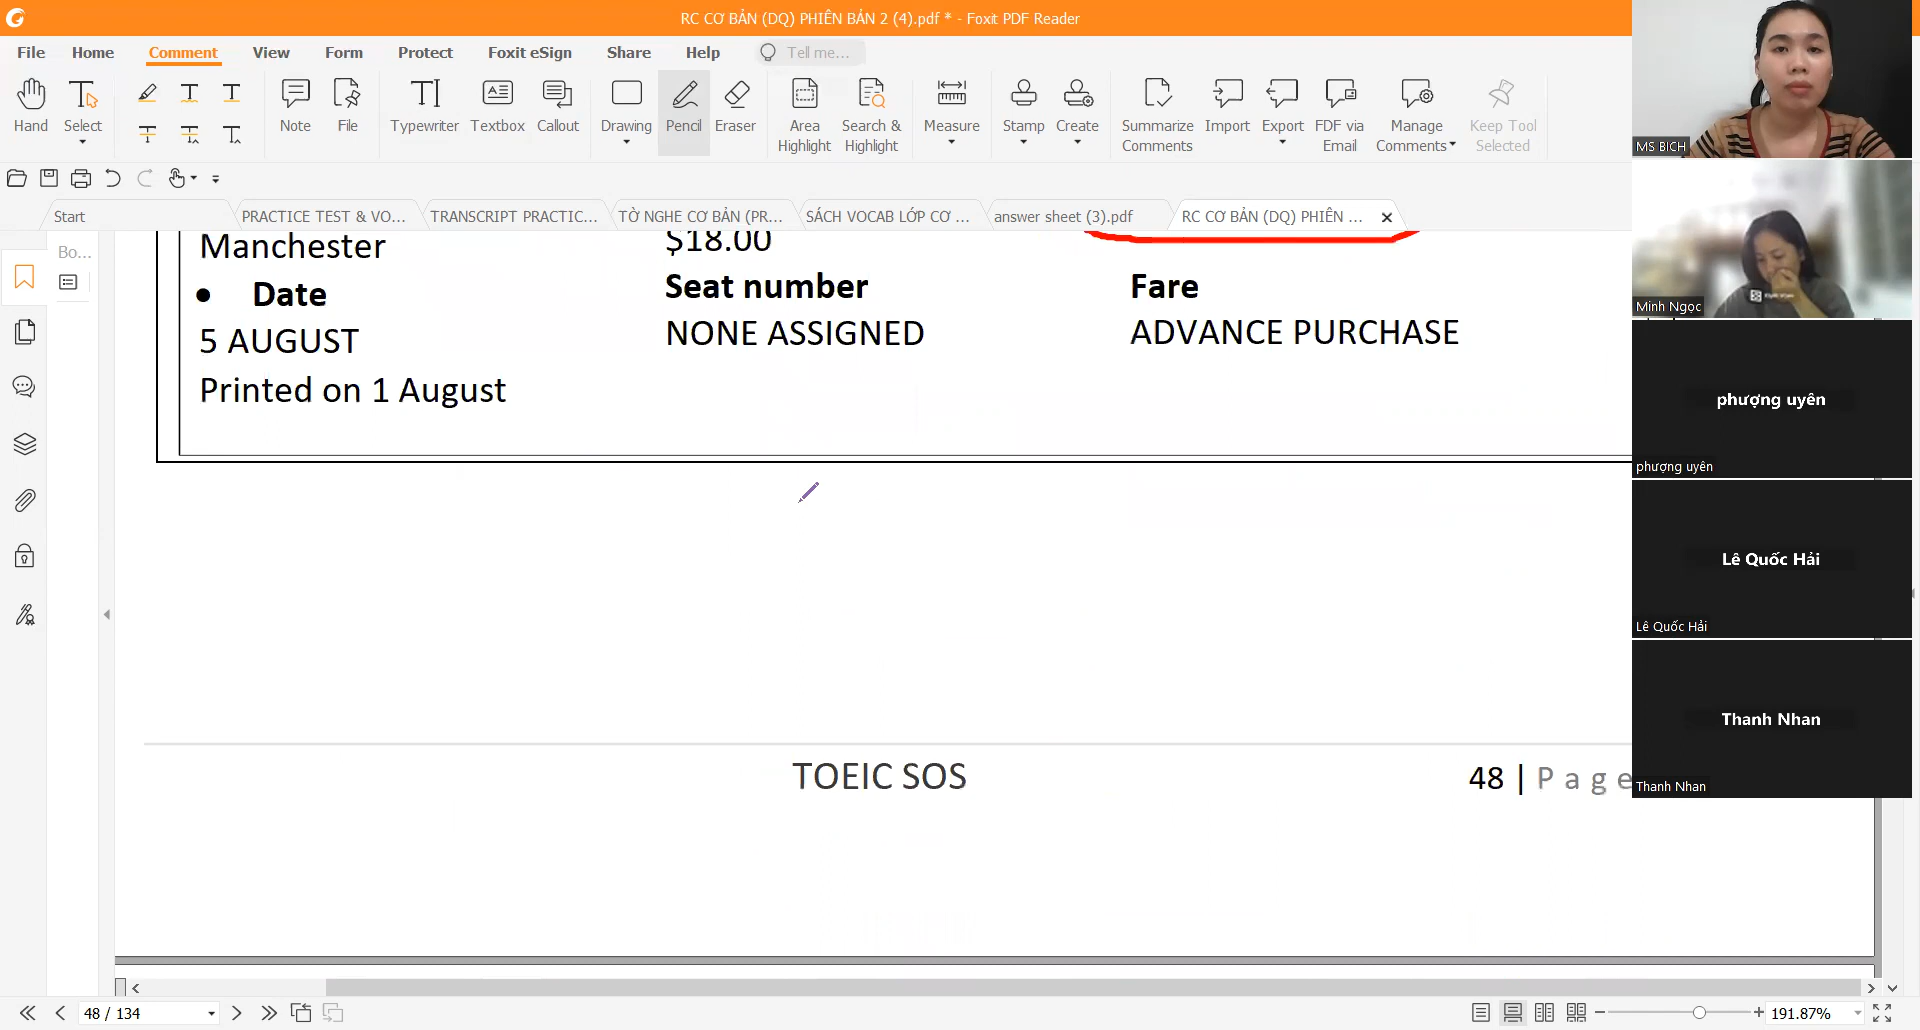 RC CƠ BẢN (DQ) PHIÊN BẢN 2 (4).pdf * - Foxit PDF Reader
File Home Comment View Form Protect Foxit eSign Share Help Tell me...
Hand Select Note File Typewriter Textbox Callout Drawing Pencil Eraser Area Highlight Search & Highlight Measure Stamp Create Summarize Comments Import Export FDF via Email Manage Comments Keep Tool Selected
Start PRACTICE TEST & VO... TRANSCRIPT PRACTIC... TỜ NGHE CƠ BẢN (PR... SÁCH VOCAB LỚP CƠ ... answer sheet (3).pdf RC CƠ BẢN (DQ) PHIÊN ...
Bo...
Manchester $18.00
• Date Seat number Fare
5 AUGUST NONE ASSIGNED ADVANCE PURCHASE
Printed on 1 August
TOEIC SOS 48 | Page
MS BICH
Minh Ngọc
phượng uyên
phượng uyên
Lê Quốc Hải
Lê Quốc Hải
Thanh Nhan
Thanh Nhan
48 / 134 191.87%